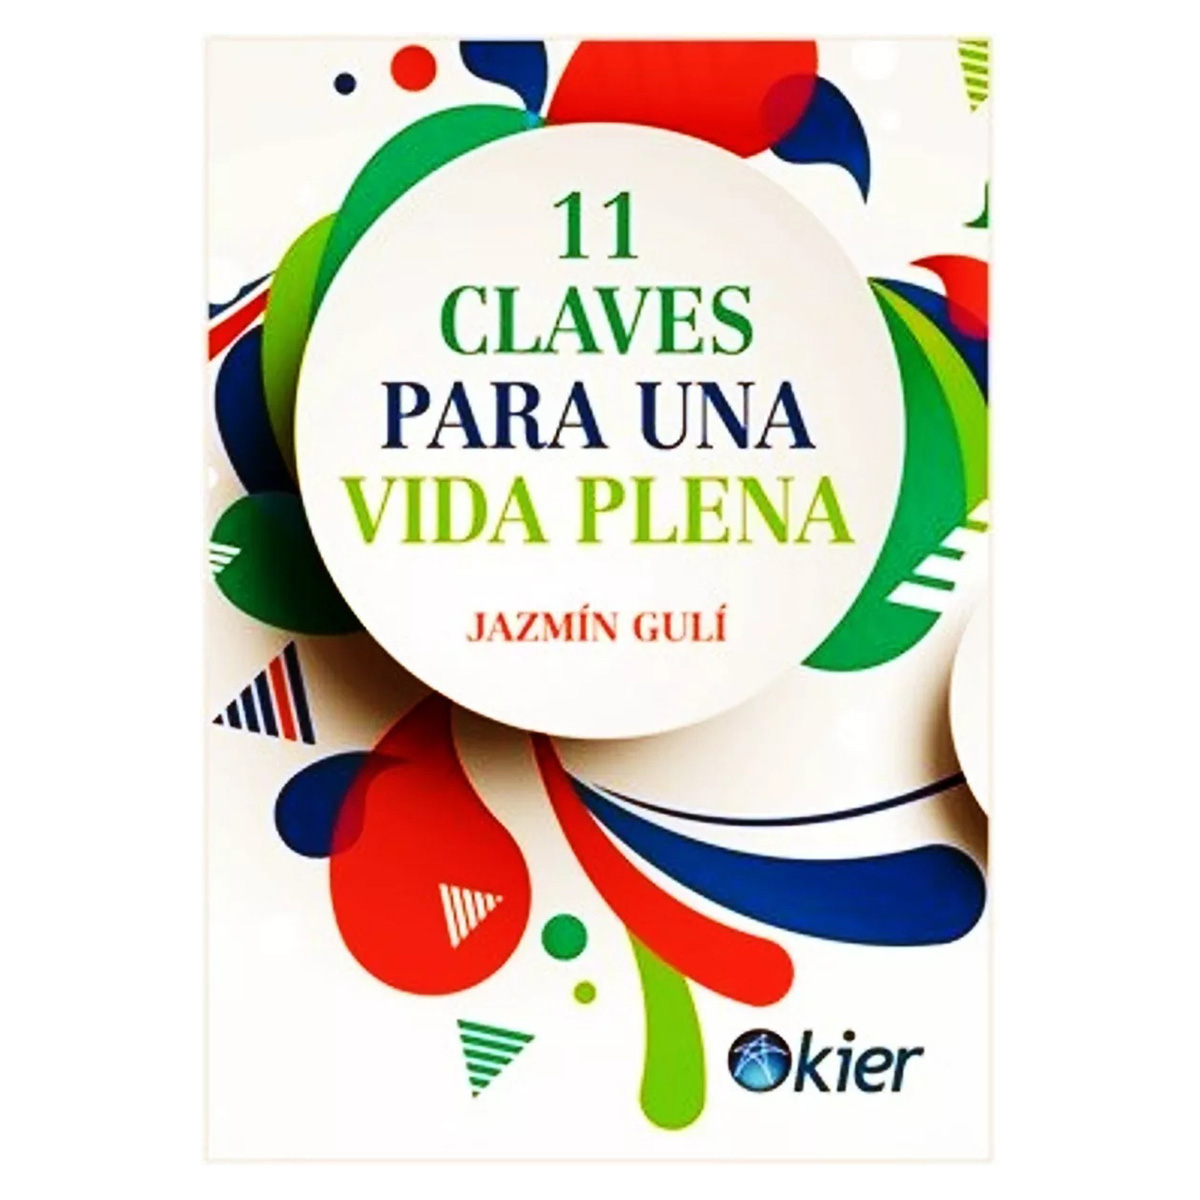 11
CLAVES
PARA UNA
VIDA PLENA
JAZMÍN GULÍ
kier